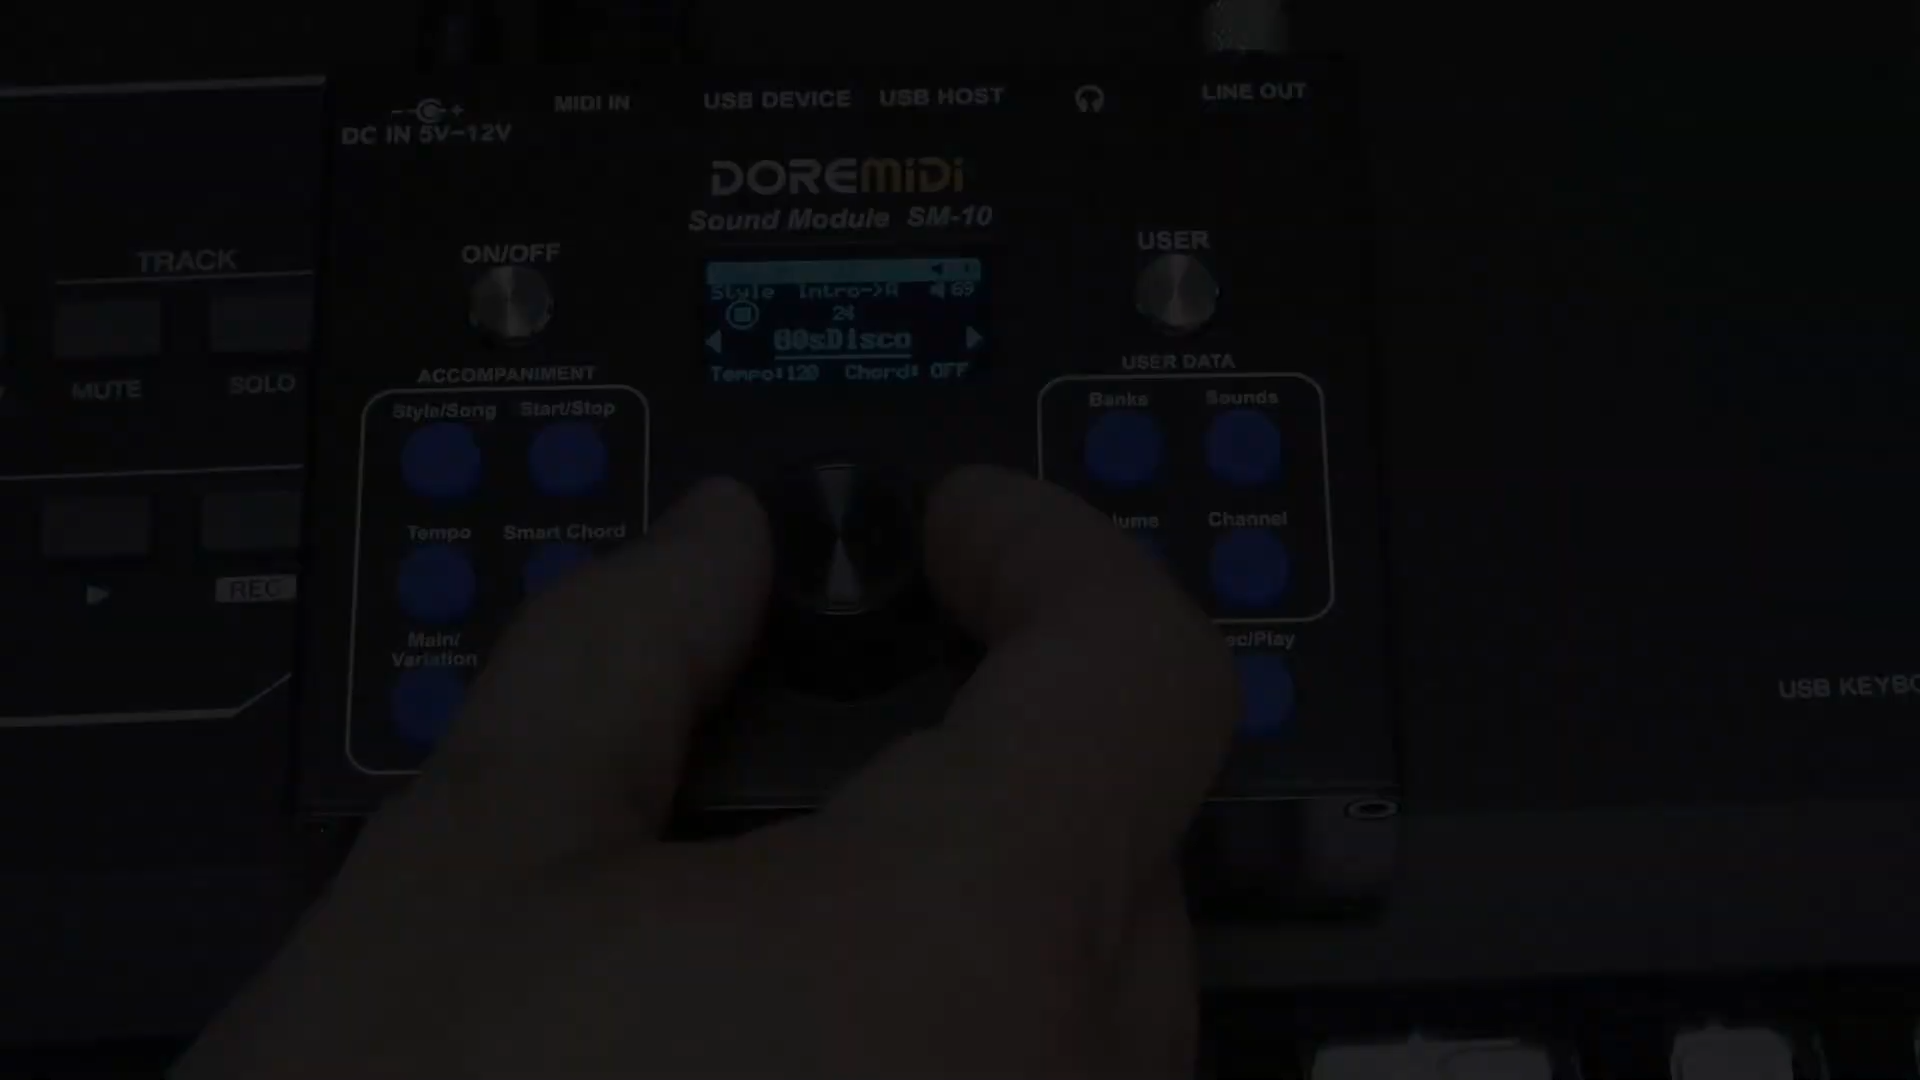 DC IN 5V-12V
MIDI IN
USB DEVICE
USB HOST
LINE OUT
DOREMiDi
Sound Module SM-10
TRACK
MUTE
SOLO
REC
ON/OFF
USER
Style Intro->A 69
24
Tempo:120 Chord: OFF
ACCOMPANIMENT
Style/Song Start/Stop
Tempo Smart Chord
Main/
Variation
USER DATA
Banks Sounds
Channel
USB